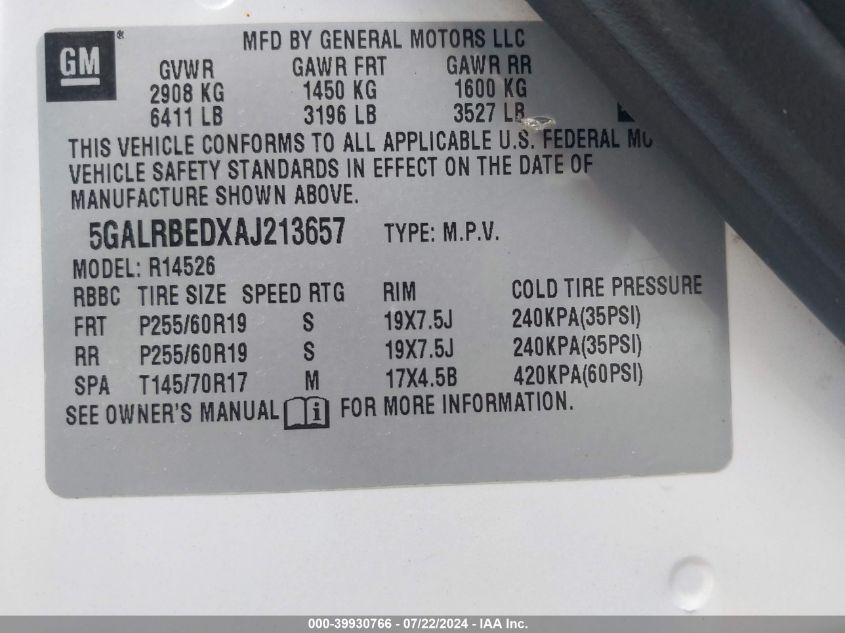 GM ® MFD BY GENERAL MOTORS LLC
GVWR GAWR FRT GAWR RR
2908 KG 1450 KG 1600 KG
6411 LB 3196 LB 3527 LB
THIS VEHICLE CONFORMS TO ALL APPLICABLE U.S. FEDERAL
VEHICLE SAFETY STANDARDS IN EFFECT ON THE DATE OF
MANUFACTURE SHOWN ABOVE.
5GALRBEDXAJ213657 TYPE: M.P.V.
MODEL: R14526
RBBC TIRE SIZE SPEED RTG RIM COLD TIRE PRESSURE
FRT P255/60R19 S 19X7.5J 240KPA(35PSI)
RR P255/60R19 S 19X7.5J 240KPA(35PSI)
SPA T145/70R17 M 17X4.5B 420KPA(60PSI)
SEE OWNER'S MANUAL i FOR MORE INFORMATION.
000-39930766 - 07/22/2024 - IAA Inc.